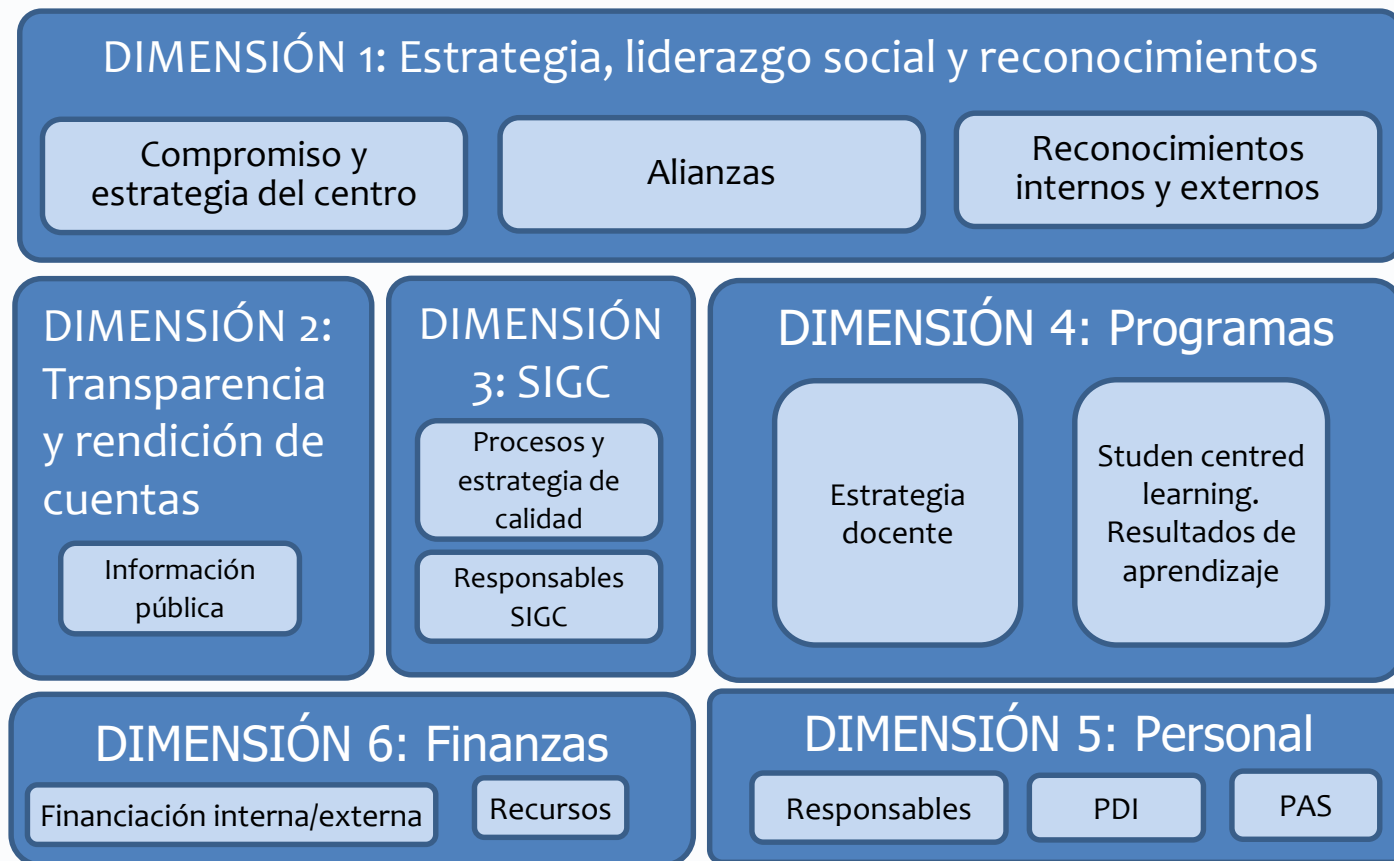 DIMENSIÓN 1: Estrategia, liderazgo social y reconocimientos
Compromiso y
estrategia del centro
Alianzas
Reconocimientos
internos y externos
DIMENSIÓN 2:
Transparencia
y rendición de
cuentas
Información
pública
DIMENSIÓN
3: SIGC
Procesos y
estrategia de
calidad
Responsables
SIGC
DIMENSIÓN 4: Programas
Estrategia
docente
Studen centred
learning.
Resultados de
aprendizaje
DIMENSIÓN 6: Finanzas
Financiación interna/externa
Recursos
DIMENSIÓN 5: Personal
Responsables
PDI
PAS